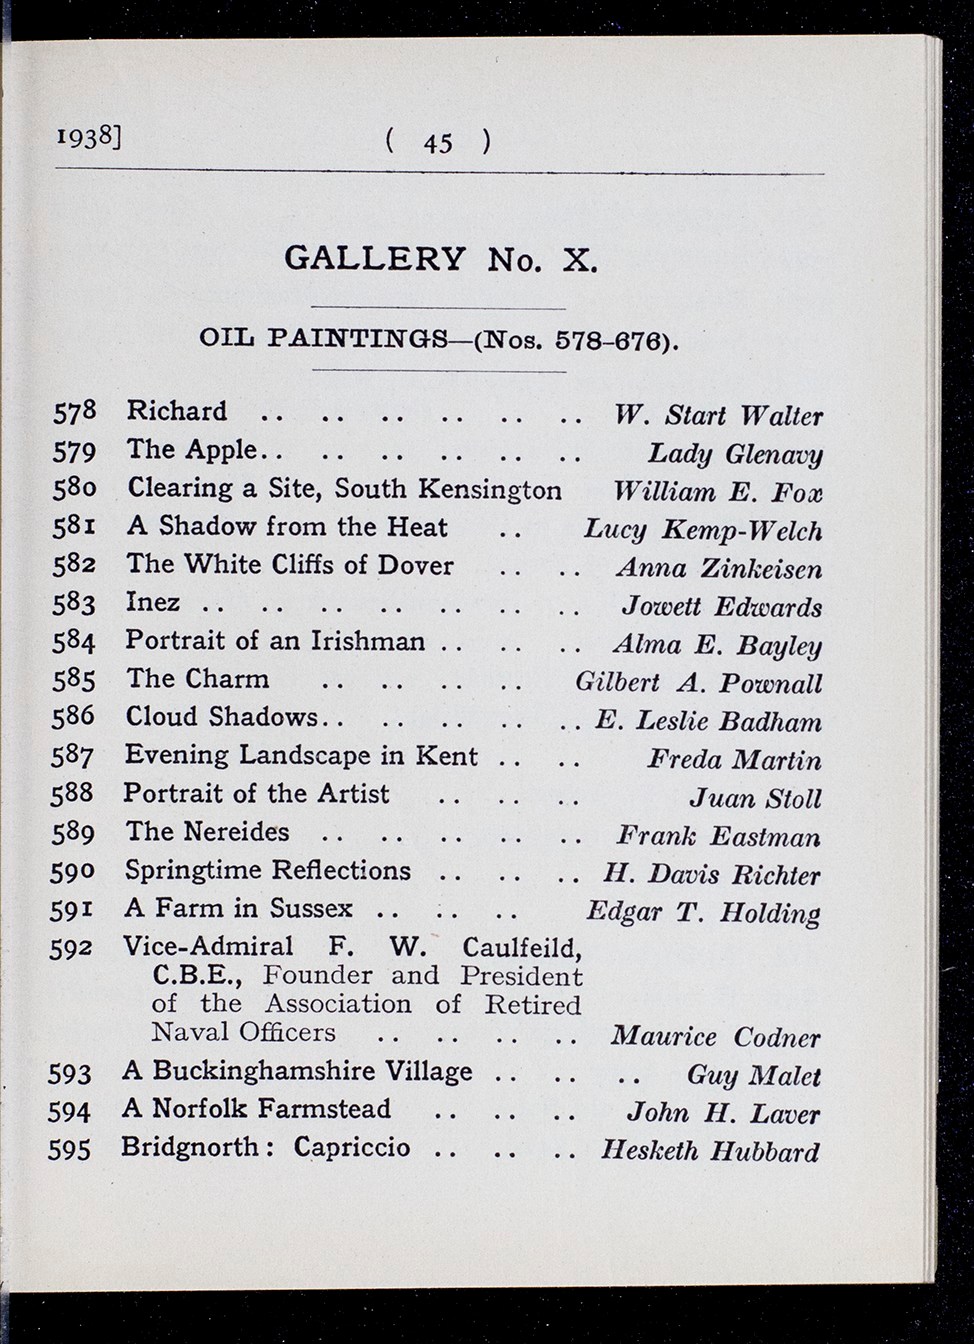 1938] ( 45 )
GALLERY No. X.
OIL PAINTINGS—(Nos. 578-676).
578 Richard .. .. .. .. .. .. W. Start Walter
579 The Apple.. .. .. .. .. .. Lady Glenavy
580 Clearing a Site, South Kensington William E. Fox
581 A Shadow from the Heat .. Lucy Kemp-Welch
582 The White Cliffs of Dover .. .. Anna Zinkeisen
583 Inez .. .. .. .. .. .. .. Jowett Edwards
584 Portrait of an Irishman .. .. .. Alma E. Bayley
585 The Charm .. .. .. .. Gilbert A. Pownall
586 Cloud Shadows.. .. .. .. .. E. Leslie Badham
587 Evening Landscape in Kent .. .. Freda Martin
588 Portrait of the Artist .. .. .. Juan Stoll
589 The Nereides .. .. .. .. .. Frank Eastman
590 Springtime Reflections .. .. .. H. Davis Richter
591 A Farm in Sussex .. .. .. Edgar T. Holding
592 Vice-Admiral F. W. Caulfeild,
C.B.E., Founder and President
of the Association of Retired
Naval Officers .. .. .. .. Maurice Codner
593 A Buckinghamshire Village .. .. .. Guy Malet
594 A Norfolk Farmstead .. .. .. John H. Laver
595 Bridgnorth: Capriccio .. .. .. Hesketh Hubbard